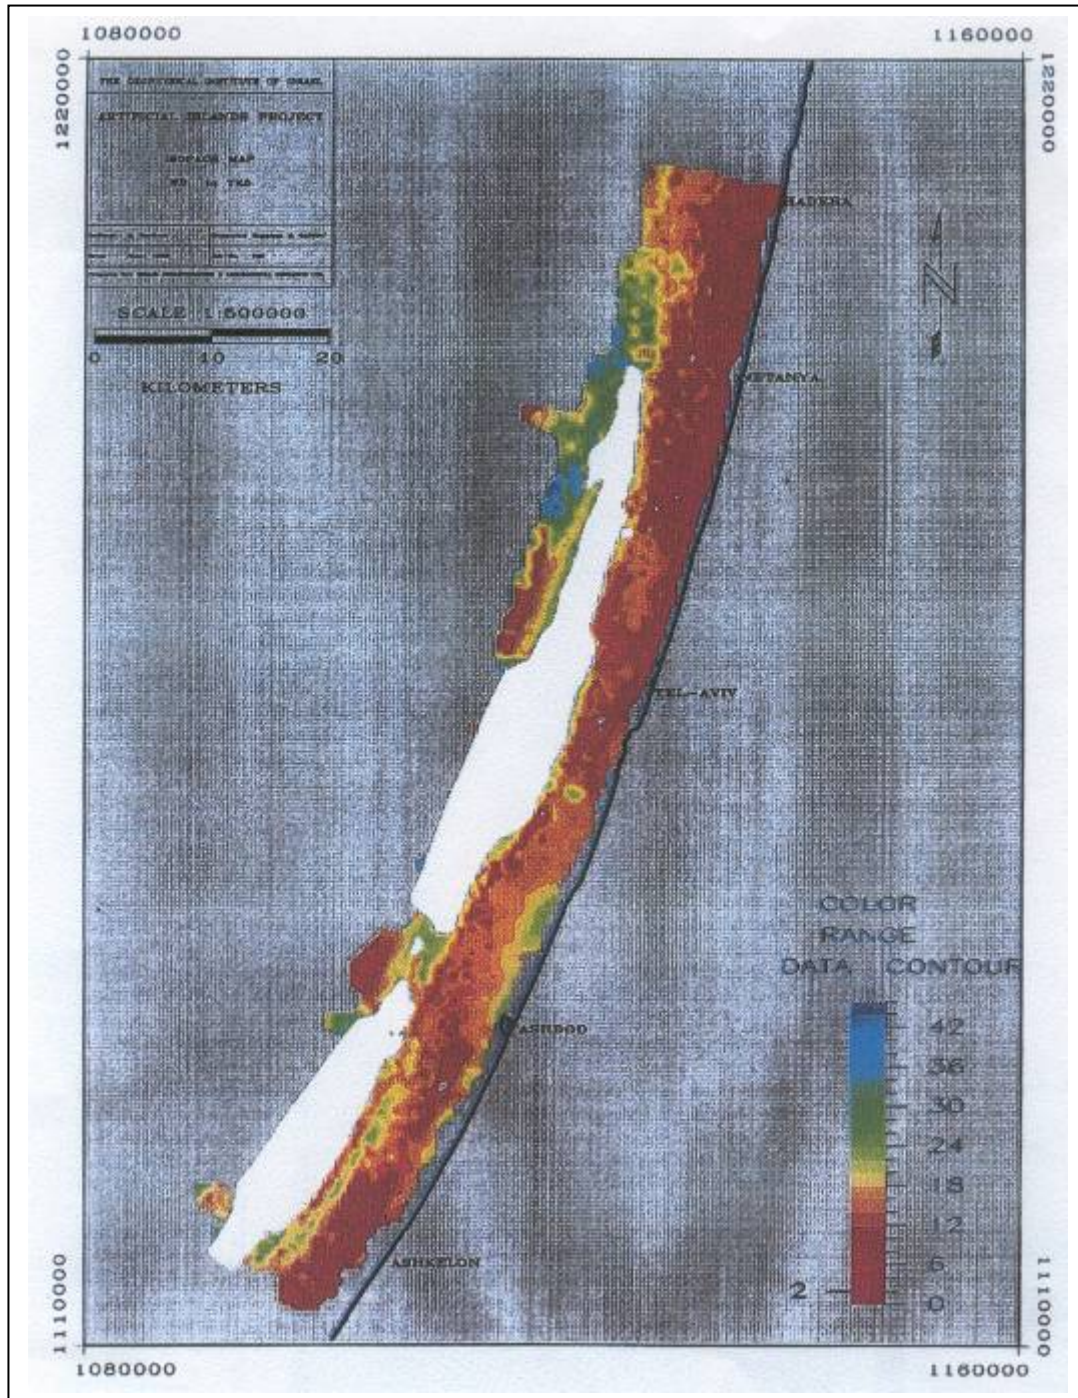 1080000
1160000
1220000
1220000
THE GEOPHYSICAL INSTITUTE OF ISRAEL
ARTIFICIAL ISLANDS PROJECT
ISOPACH MAP
SCALE 1:500000
0 10 20
KILOMETERS
N
HADERA
NETANYA
TEL-AVIV
ASHDOD
ASHKELON
COLOR
RANGE
DATA CONTOUR
42
36
30
24
18
12
6
2
0
1110000
1110000
1080000
1160000